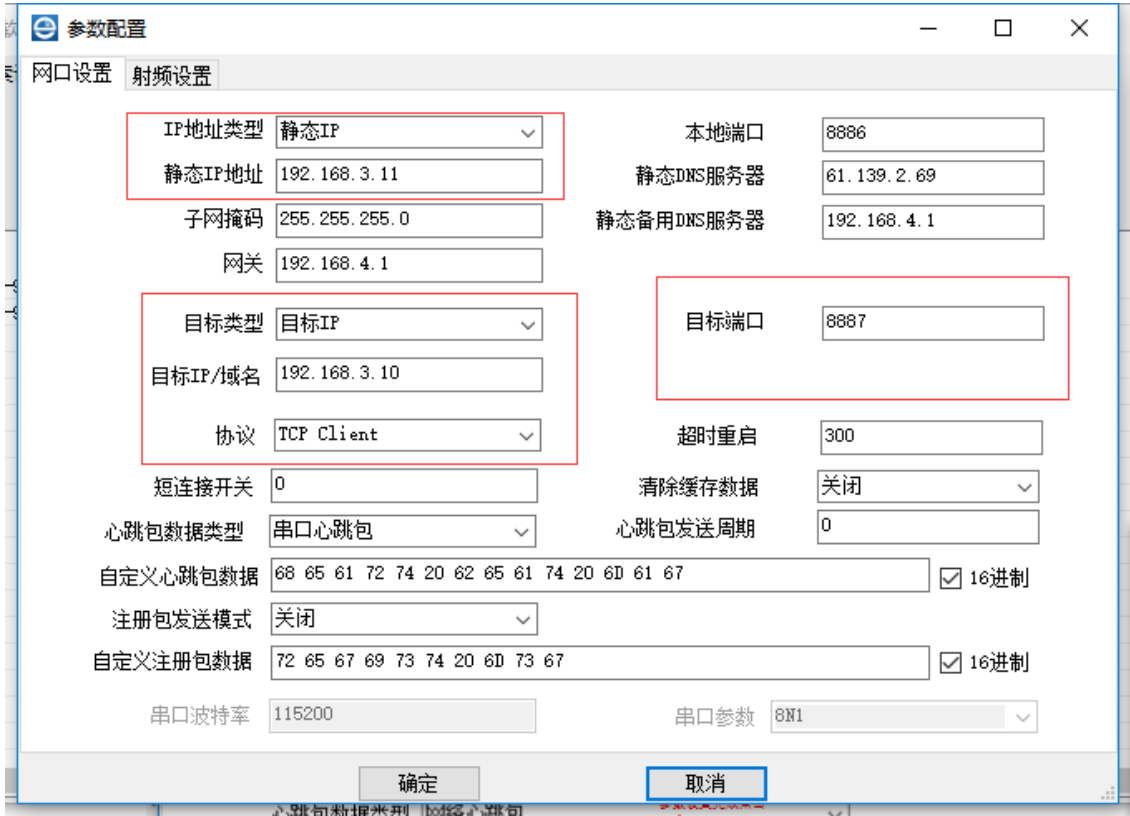 参数配置
网口设置 射频设置
IP地址类型 静态IP 本地端口 8886
静态IP地址 192.168.3.11 静态DNS服务器 61.139.2.69
子网掩码 255.255.255.0 静态备用DNS服务器 192.168.4.1
网关 192.168.4.1
目标类型 目标IP 目标端口 8887
目标IP/域名 192.168.3.10
协议 TCP Client 超时重启 300
短连接开关 0 清除缓存数据 关闭
心跳包数据类型 串口心跳包 心跳包发送周期 0
自定义心跳包数据 68 65 61 72 74 20 62 65 61 74 20 6D 61 67 16进制
注册包发送模式 关闭
自定义注册包数据 72 65 67 69 73 74 20 6D 73 67 16进制
串口波特率 115200 串口参数 8N1
确定 取消
心跳包数据类型